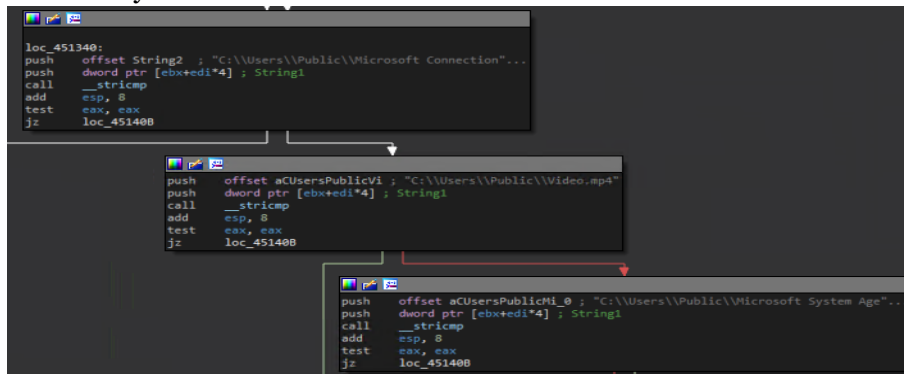 loc_451340:
push offset String2 ; "C:\\Users\\Public\\Microsoft Connection"...
push dword ptr [ebx+edi*4] ; String1
call __stricmp
add esp, 8
test eax, eax
jz loc_45140B
push offset aCUsersPublicVi ; "C:\\Users\\Public\\Video.mp4"
push dword ptr [ebx+edi*4] ; String1
call __stricmp
add esp, 8
test eax, eax
jz loc_45140B
push offset aCUsersPublicMi_0 ; "C:\\Users\\Public\\Microsoft System Age"..
push dword ptr [ebx+edi*4] ; String1
call __stricmp
add esp, 8
test eax, eax
jz loc_45140B